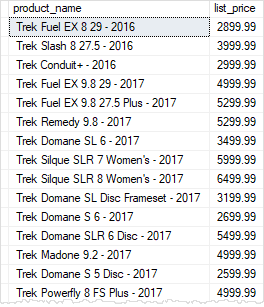 product_name list_price
Trek Fuel EX 8 29 - 2016 2899.99
Trek Slash 8 27.5 - 2016 3999.99
Trek Conduit+ - 2016 2999.99
Trek Fuel EX 9.8 29 - 2017 4999.99
Trek Fuel EX 9.8 27.5 Plus - 2017 5299.99
Trek Remedy 9.8 - 2017 5299.99
Trek Domane SL 6 - 2017 3499.99
Trek Silque SLR 7 Women's - 2017 5999.99
Trek Silque SLR 8 Women's - 2017 6499.99
Trek Domane SL Disc Frameset - 2017 3199.99
Trek Domane S 6 - 2017 2699.99
Trek Domane SLR 6 Disc - 2017 5499.99
Trek Madone 9.2 - 2017 4999.99
Trek Domane S 5 Disc - 2017 2599.99
Trek Powerfly 8 FS Plus - 2017 4999.99